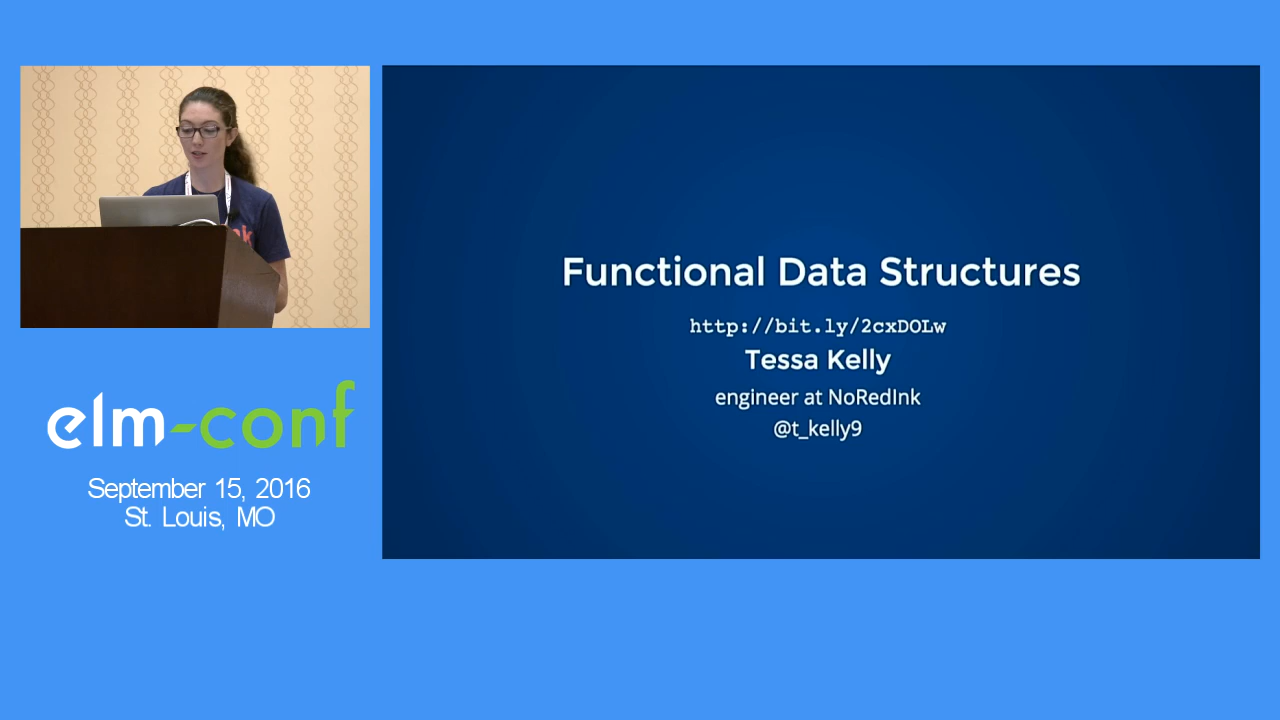 elm-conf
September 15, 2016
St. Louis, MO
Functional Data Structures
http://bit.ly/2cxDOLw
Tessa Kelly
engineer at NoRedInk
@t_kelly9